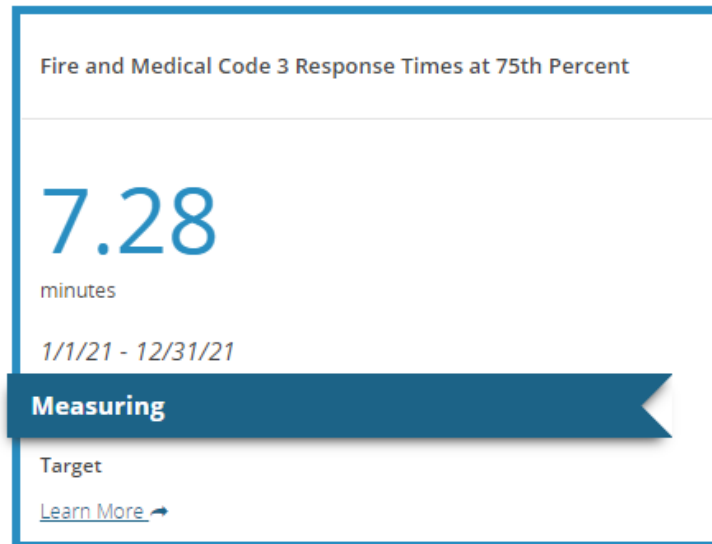 Fire and Medical Code 3 Response Times at 75th Percent
7.28
minutes
1/1/21 - 12/31/21
Measuring
Target
Learn More